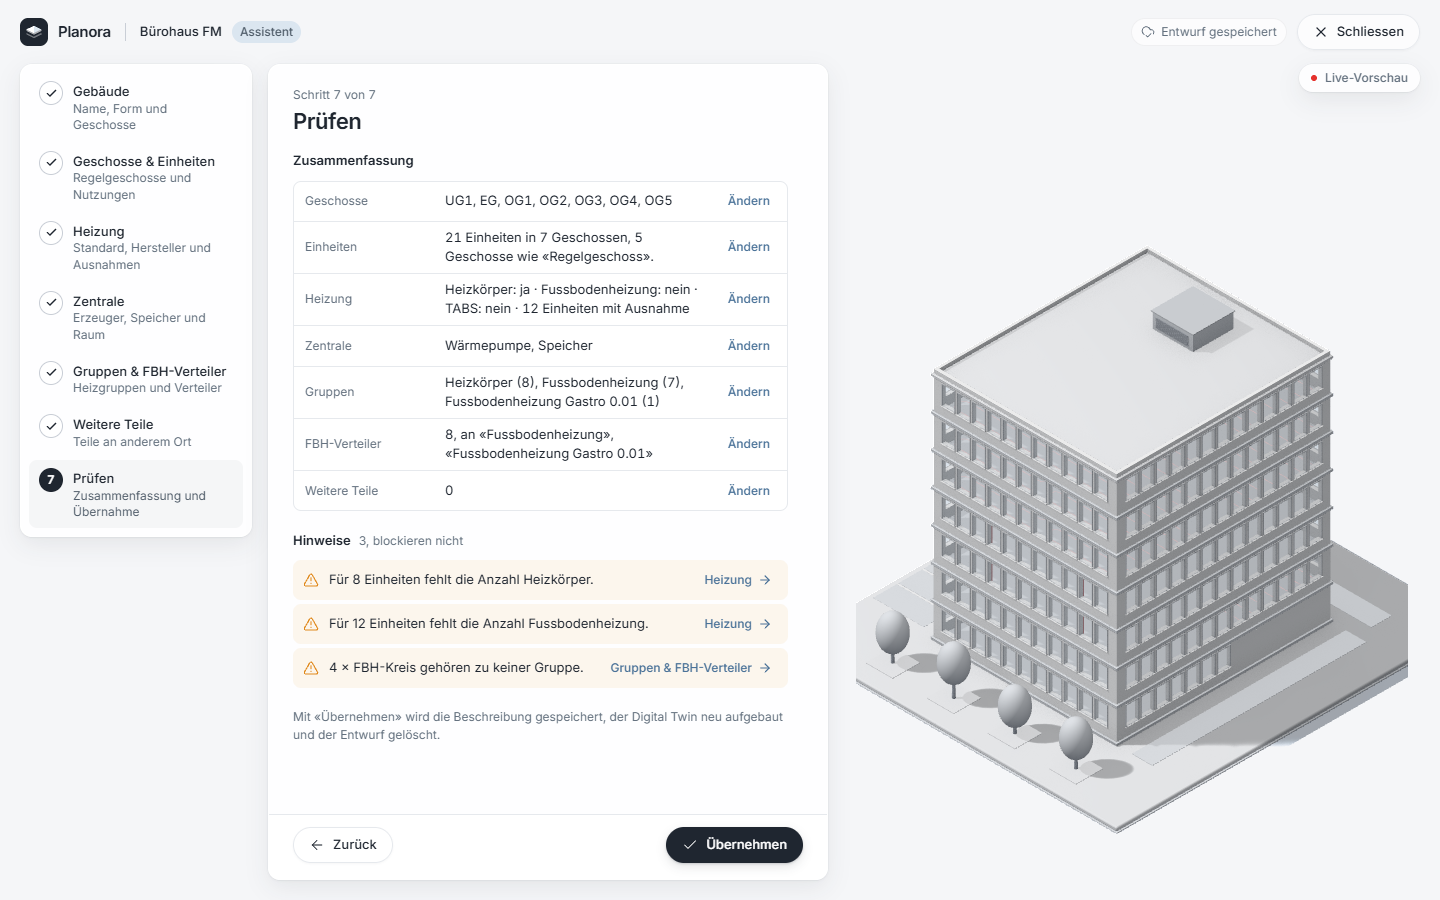 Planora
Bürohaus FM
Assistent
Entwurf gespeichert
Schliessen
Gebäude
Name, Form und
Geschosse
Geschosse & Einheiten
Regelgeschosse und
Nutzungen
Heizung
Standard, Hersteller und
Ausnahmen
Zentrale
Erzeuger, Speicher und
Raum
Gruppen & FBH-Verteiler
Heizgruppen und Verteiler
Weitere Teile
Teile an anderem Ort
7
Prüfen
Zusammenfassung und
Übernahme
Schritt 7 von 7
Prüfen
Zusammenfassung
Geschosse
UG1, EG, OG1, OG2, OG3, OG4, OG5
Ändern
Einheiten
21 Einheiten in 7 Geschossen, 5
Geschosse wie «Regelgeschoss».
Ändern
Heizung
Heizkörper: ja · Fussbodenheizung: nein ·
TABS: nein · 12 Einheiten mit Ausnahme
Ändern
Zentrale
Wärmepumpe, Speicher
Ändern
Gruppen
Heizkörper (8), Fussbodenheizung (7),
Fussbodenheizung Gastro 0.01 (1)
Ändern
FBH-Verteiler
8, an «Fussbodenheizung»,
«Fussbodenheizung Gastro 0.01»
Ändern
Weitere Teile
0
Ändern
Hinweise 3, blockieren nicht
Für 8 Einheiten fehlt die Anzahl Heizkörper.
Heizung
Für 12 Einheiten fehlt die Anzahl Fussbodenheizung.
Heizung
4 × FBH-Kreis gehören zu keiner Gruppe.
Gruppen & FBH-Verteiler
Mit «Übernehmen» wird die Beschreibung gespeichert, der Digital Twin neu aufgebaut
und der Entwurf gelöscht.
Zurück
Übernehmen
Live-Vorschau